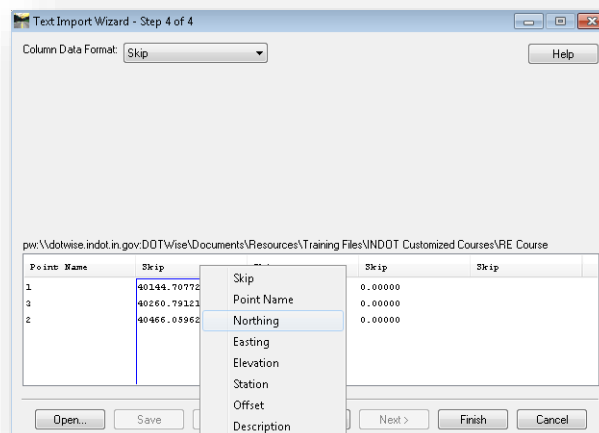 Text Import Wizard - Step 4 of 4
Column Data Format: Skip
Help
pw:\\dotwise.indot.in.gov:DOTWise\Documents\Resources\Training Files\INDOT Customized Courses\RE Course
Point Name Skip Skip Skip
1 40144.70772 0.00000
3 40260.79121 0.00000
2 40466.05962 0.00000
Skip
Point Name
Northing
Easting
Elevation
Station
Offset
Description
Open... Save Next > Finish Cancel